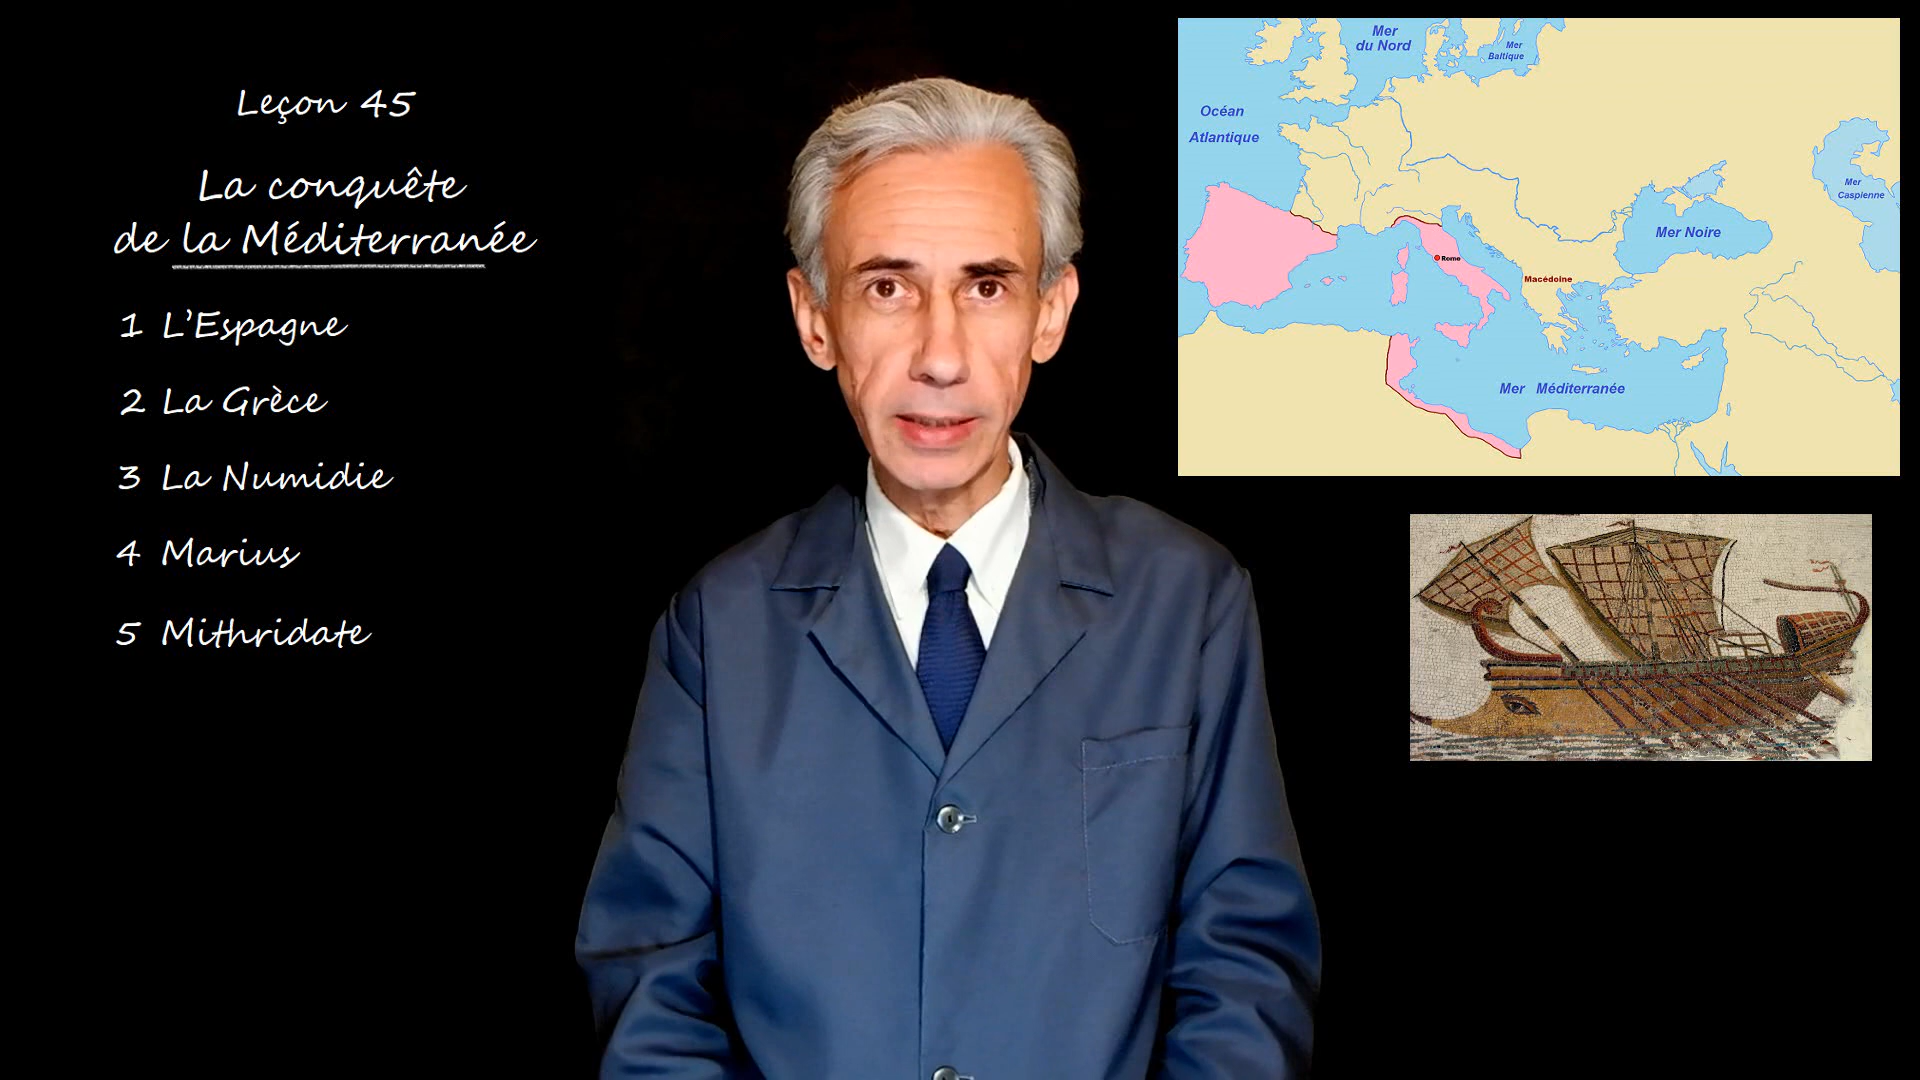 Leçon 45
La conquête
de la Méditerranée
1 L'Espagne
2 La Grèce
3 La Numidie
4 Marius
5 Mithridate
Mer
du Nord
Mer
Baltique
Océan
Atlantique
Mer
Caspienne
Mer Noire
Rome
Macédoine
Mer Méditerranée